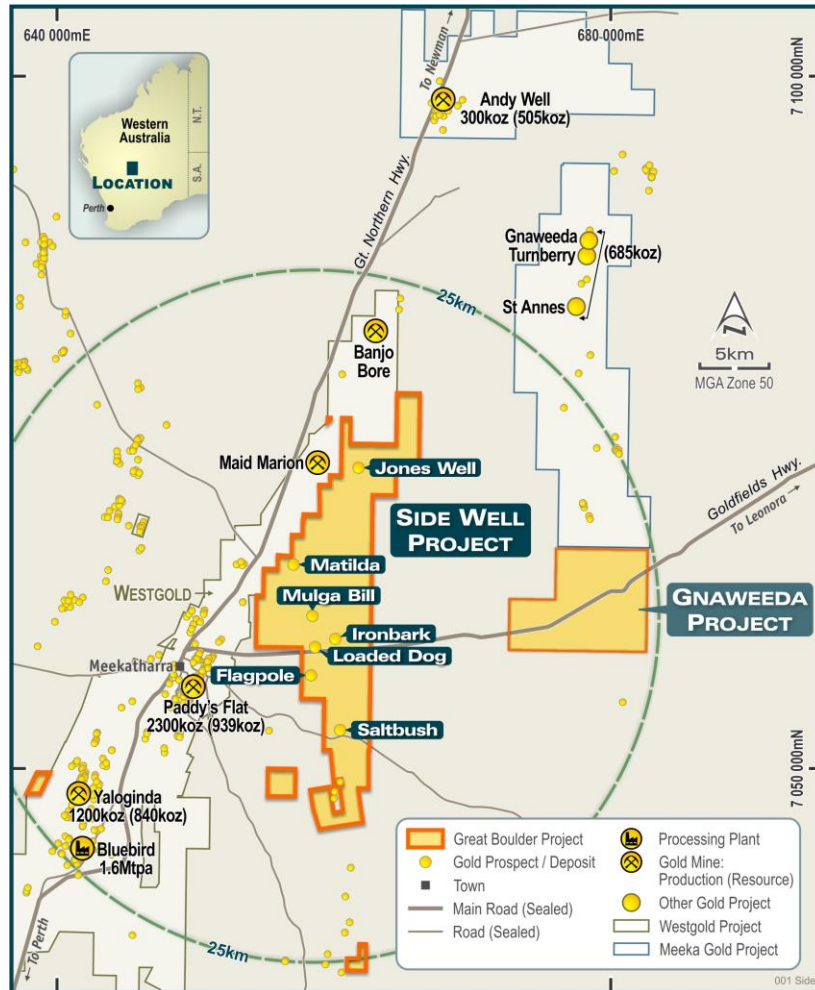 640 000mE
680 000mE
7 100 000mN
7 050 000mN
Western
Australia
N.T.
S.A.
LOCATION
Perth
To Newman
Gt. Northern Hwy.
Andy Well
300koz (505koz)
Gnaweeda
Turnberry
(685koz)
St Annes
25km
N
5km
MGA Zone 50
Banjo
Bore
Maid Marion
Jones Well
SIDE WELL
PROJECT
Goldfields Hwy.
To Leonora
Matilda
WESTGOLD
Mulga Bill
GNAWEEDA
PROJECT
Ironbark
Meekatharra
Loaded Dog
Flagpole
Paddy's Flat
2300koz (939koz)
Saltbush
Yaloginda
1200koz (840koz)
Bluebird
1.6Mtpa
25km
To Perth
Great Boulder Project
Gold Prospect / Deposit
Town
Main Road (Sealed)
Road (Sealed)
Processing Plant
Gold Mine:
Production (Resource)
Other Gold Project
Westgold Project
Meeka Gold Project
001 Side